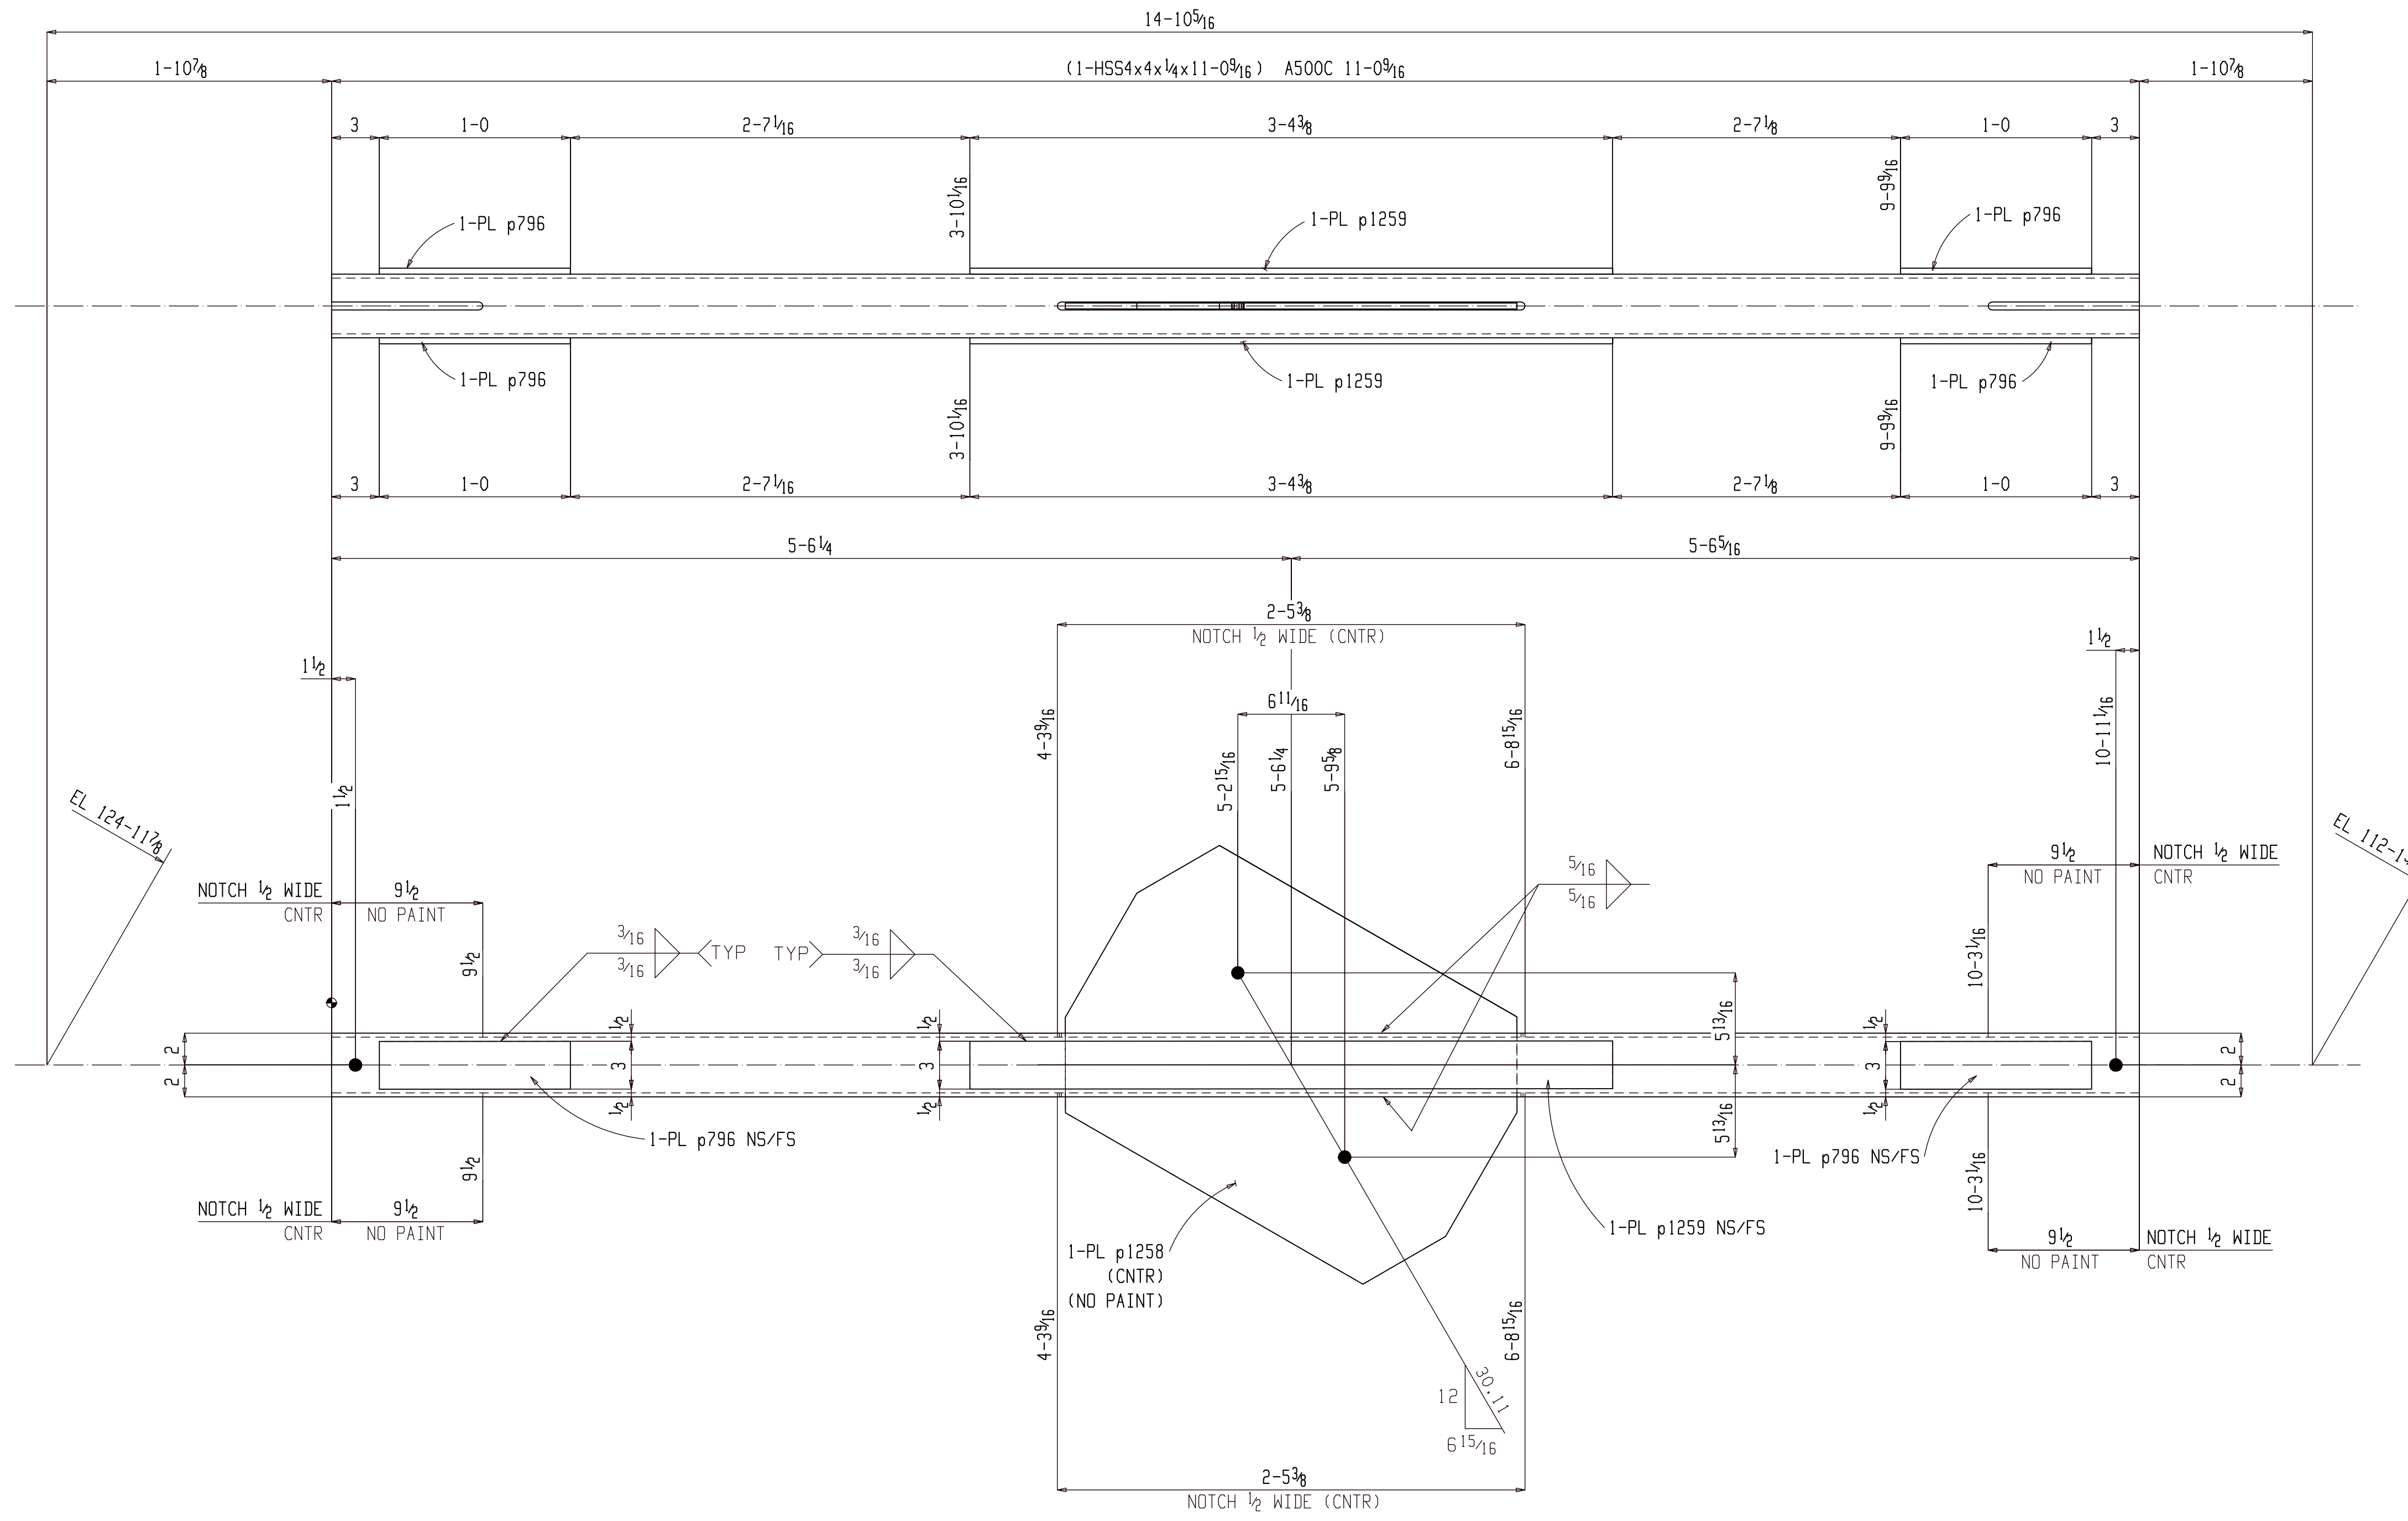 14-10 5/16
1-10 7/8
(1-HSS4x4x1/4x11-0 9/16) A500C 11-0 9/16
1-10 7/8
3
1-0
2-7 1/16
3-4 3/8
2-7 1/8
1-0
3
3-10 1/16
9-9 9/16
1-PL p796
1-PL p1259
1-PL p796
1-PL p796
1-PL p1259
1-PL p796
3-10 1/16
9-9 9/16
3
1-0
2-7 1/16
3-4 3/8
2-7 1/8
1-0
3
5-6 1/4
5-6 5/16
2-5 3/8
NOTCH 1/2 WIDE (CNTR)
1 1/2
1 1/2
6 11/16
4-3 9/16
6-8 15/16
10-11 1/16
5-2 15/16
5-6 1/4
5-9 5/8
1 1/2
EL 124-11 7/8
NOTCH 1/2 WIDE
CNTR
9 1/2
NO PAINT
9 1/2
3/16
3/16
TYP
TYP
3/16
3/16
5/16
5/16
9 1/2
NO PAINT
NOTCH 1/2 WIDE
CNTR
10-3 1/16
2
2
1/2
3
1/2
1/2
3
1/2
5 13/16
5 13/16
1/2
3
1/2
2
2
1-PL p796 NS/FS
1-PL p796 NS/FS
9 1/2
10-3 1/16
NOTCH 1/2 WIDE
CNTR
9 1/2
NO PAINT
1-PL p1259 NS/FS
1-PL p1258
(CNTR)
(NO PAINT)
9 1/2
NO PAINT
NOTCH 1/2 WIDE
CNTR
4-3 9/16
6-8 15/16
12
30.11
6 15/16
2-5 3/8
NOTCH 1/2 WIDE (CNTR)